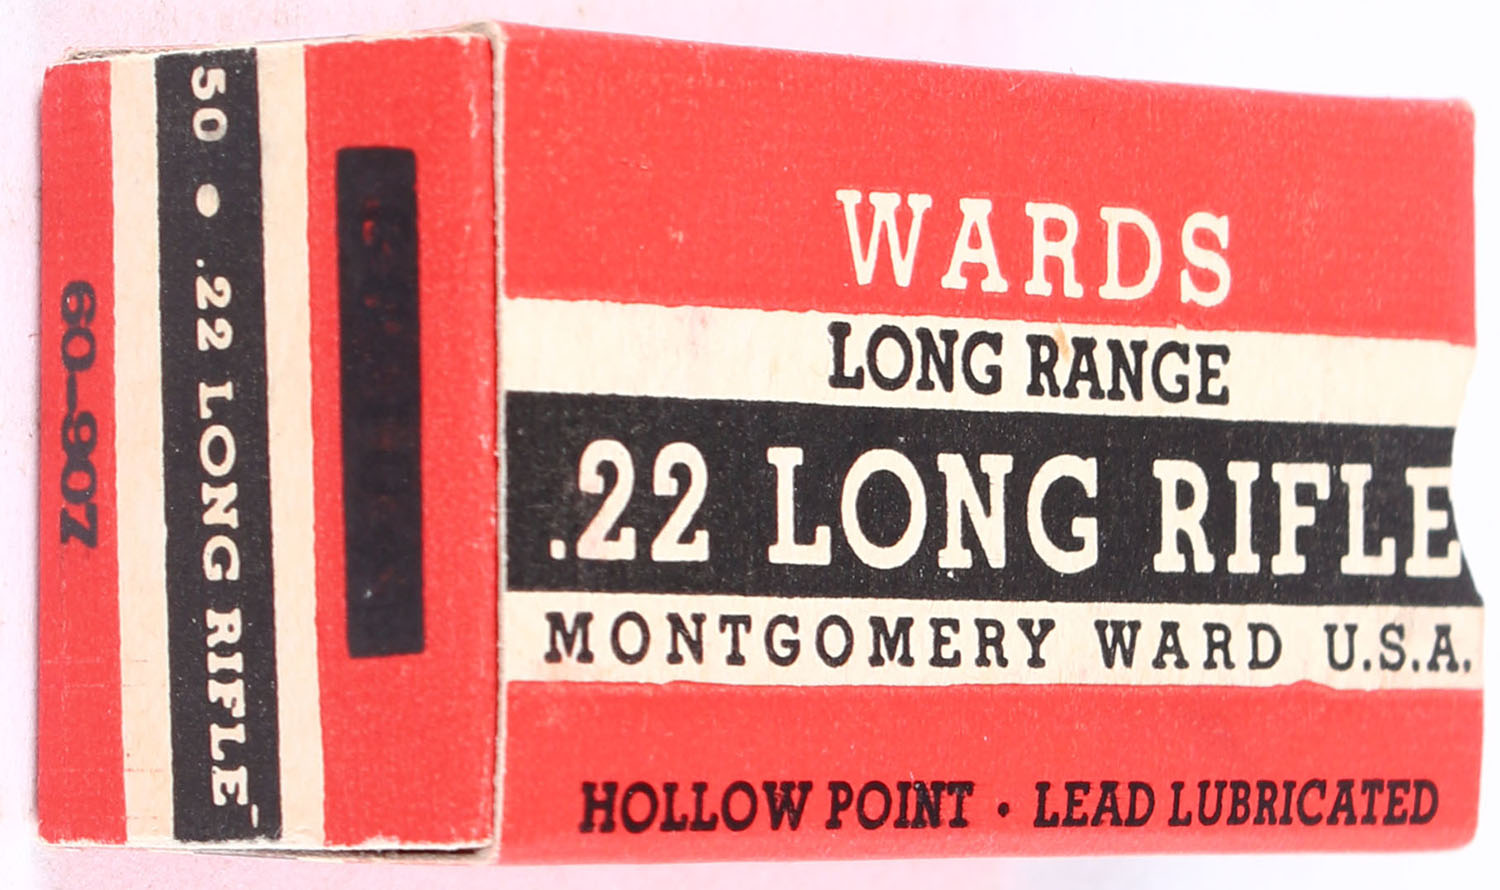 WARDS
LONG RANGE
.22 LONG RIFLE
MONTGOMERY WARD U.S.A.
HOLLOW POINT • LEAD LUBRICATED
50 • .22 LONG RIFLE
60-907